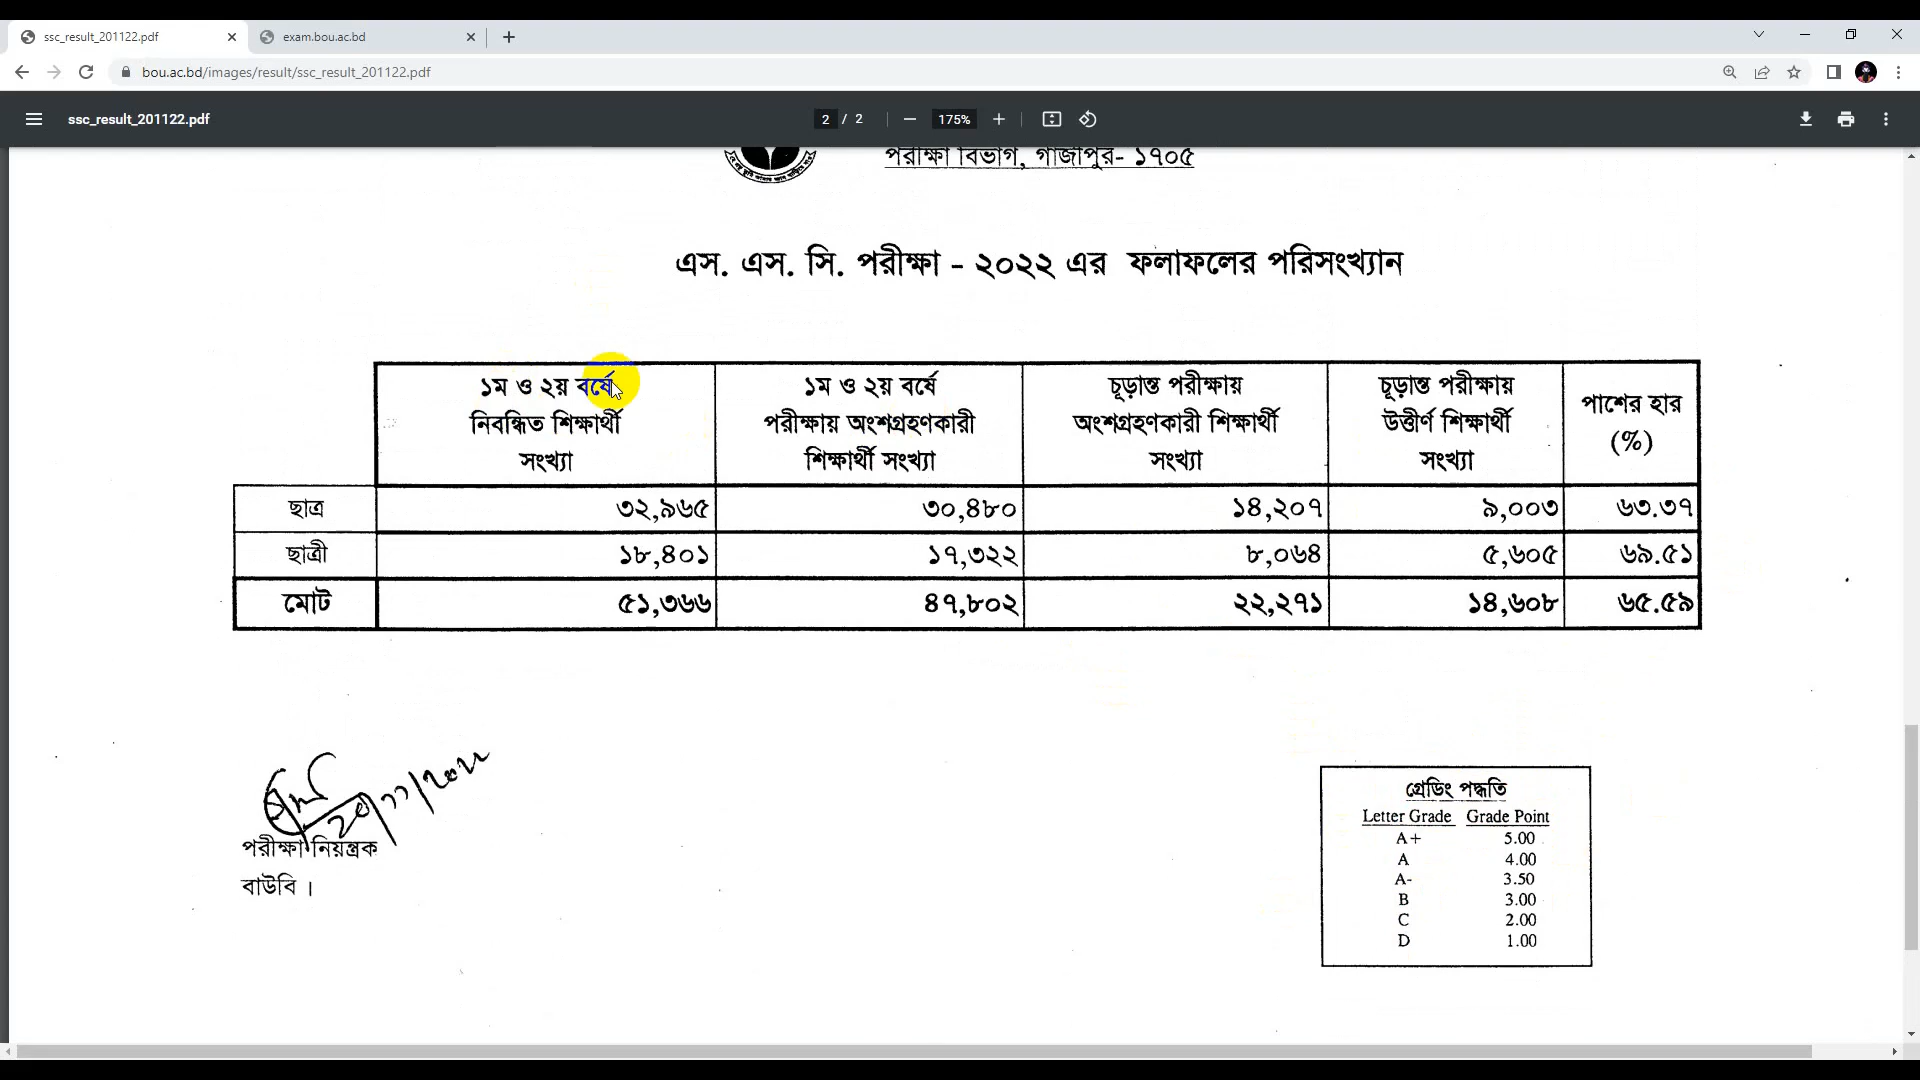 ssc_result_201122.pdf
exam.bou.ac.bd
bou.ac.bd/images/result/ssc_result_201122.pdf
ssc_result_201122.pdf
2 / 2
175%
পরীক্ষা বিভাগ, গাজীপুর- ১৭০৫
এস. এস. সি. পরীক্ষা - ২০২২ এর ফলাফলের পরিসংখ্যান
১ম ও ২য় বর্ষে
নিবন্ধিত শিক্ষার্থী
সংখ্যা
১ম ও ২য় বর্ষে
পরীক্ষায় অংশগ্রহণকারী
শিক্ষার্থী সংখ্যা
চূড়ান্ত পরীক্ষায়
অংশগ্রহণকারী শিক্ষার্থী
সংখ্যা
চূড়ান্ত পরীক্ষায়
উত্তীর্ণ শিক্ষার্থী
সংখ্যা
পাশের হার
(%)
ছাত্র ৩২,৯৬৫ ৩০,৪৮০ ১৪,২০৭ ৯,০০৩ ৬৩.৩৭
ছাত্রী ১৮,৪০১ ১৭,৩২২ ৮,০৬৪ ৫,৬০৫ ৬৯.৫১
মোট ৫১,৩৬৬ ৪৭,৮০২ ২২,২৭১ ১৪,৬০৮ ৬৫.৫৯
পরীক্ষা নিয়ন্ত্রক
বাউবি ।
গ্রেডিং পদ্ধতি
Letter Grade Grade Point
A+ 5.00
A 4.00
A- 3.50
B 3.00
C 2.00
D 1.00